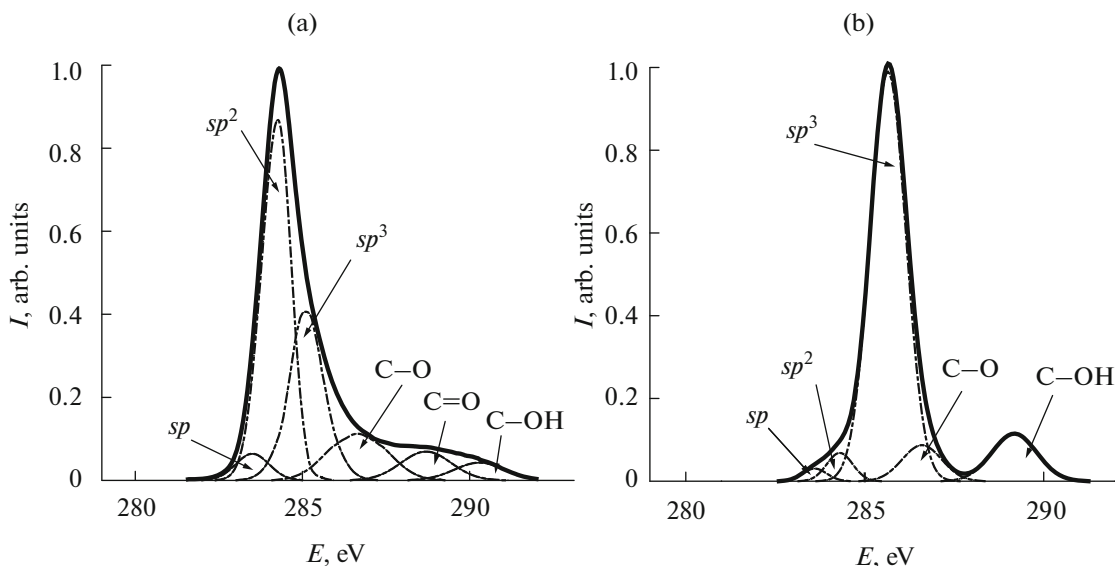 (a)
1.0
0.8
0.6
0.4
0.2
0
I, arb. units
sp²
sp³
sp
C–O
C=O
C–OH
280
285
290
E, eV
(b)
1.0
0.8
0.6
0.4
0.2
0
I, arb. units
sp³
sp²
sp
C–O
C–OH
280
285
290
E, eV